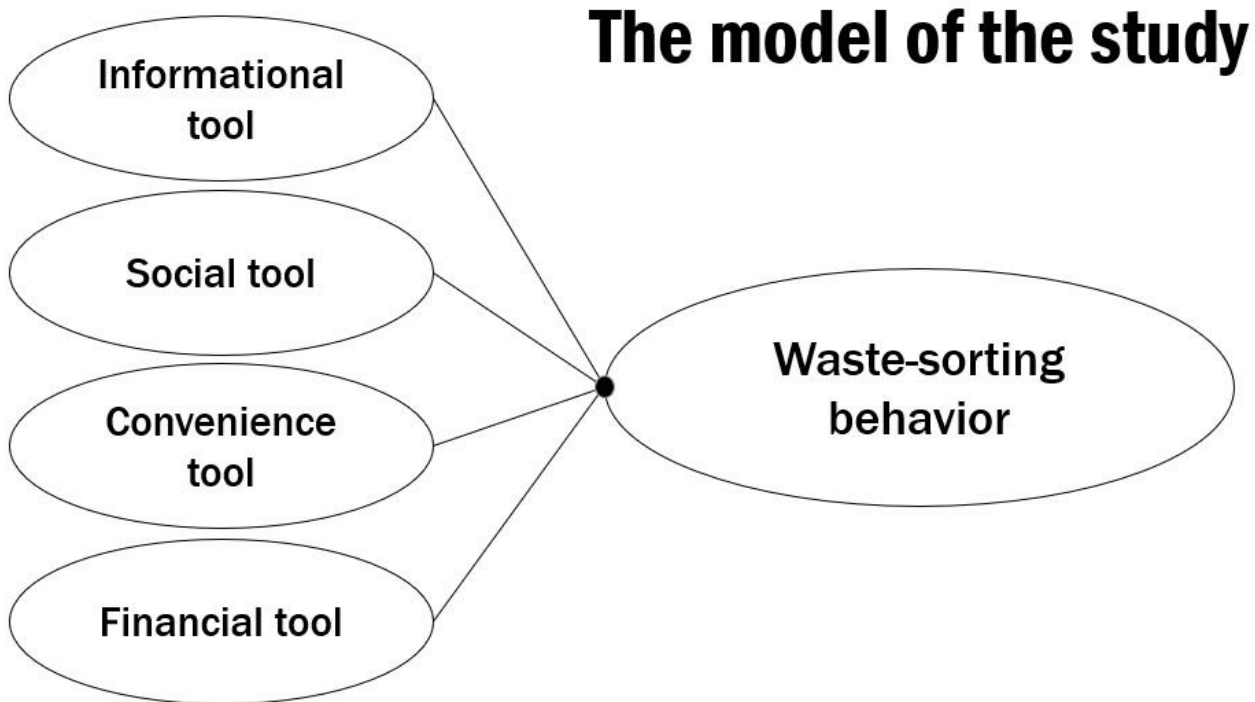 The model of the study
Informational
tool
Social tool
Convenience
tool
Financial tool
Waste-sorting
behavior